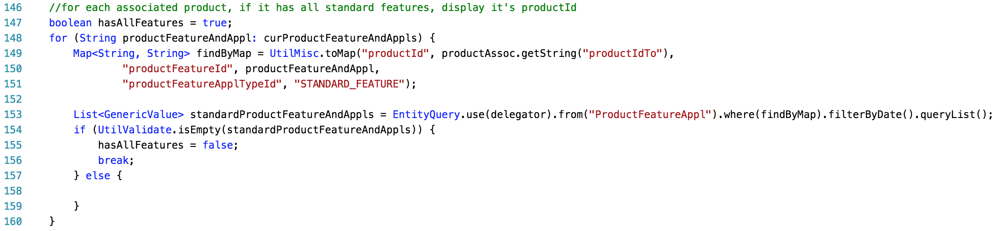 146 //for each associated product, if it has all standard features, display it's productId
147 boolean hasAllFeatures = true;
148 for (String productFeatureAndAppl: curProductFeatureAndAppls) {
149 Map<String, String> findByMap = UtilMisc.toMap("productId", productAssoc.getString("productIdTo"),
150 "productFeatureId", productFeatureAndAppl,
151 "productFeatureApplTypeId", "STANDARD_FEATURE");
152
153 List<GenericValue> standardProductFeatureAndAppls = EntityQuery.use(delegator).from("ProductFeatureAppl").where(findByMap).filterByDate().queryList();
154 if (UtilValidate.isEmpty(standardProductFeatureAndAppls)) {
155 hasAllFeatures = false;
156 break;
157 } else {
158
159 }
160 }